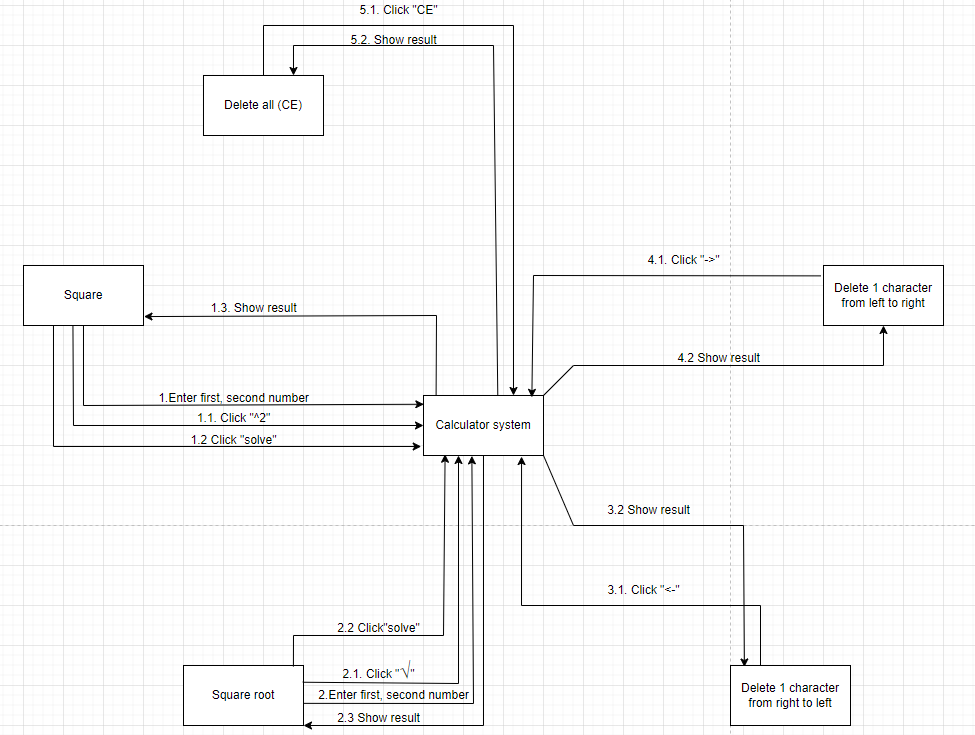 5.1. Click "CE"
5.2. Show result
Delete all (CE)
4.1. Click "->"
Square
Delete 1 character
from left to right
1.3. Show result
4.2 Show result
1.Enter first, second number
1.1. Click "^2"
1.2 Click "solve"
Calculator system
3.2 Show result
3.1. Click "<-"
2.2 Click"solve"
2.1. Click "√"
Square root
2.Enter first, second number
2.3 Show result
Delete 1 character
from right to left